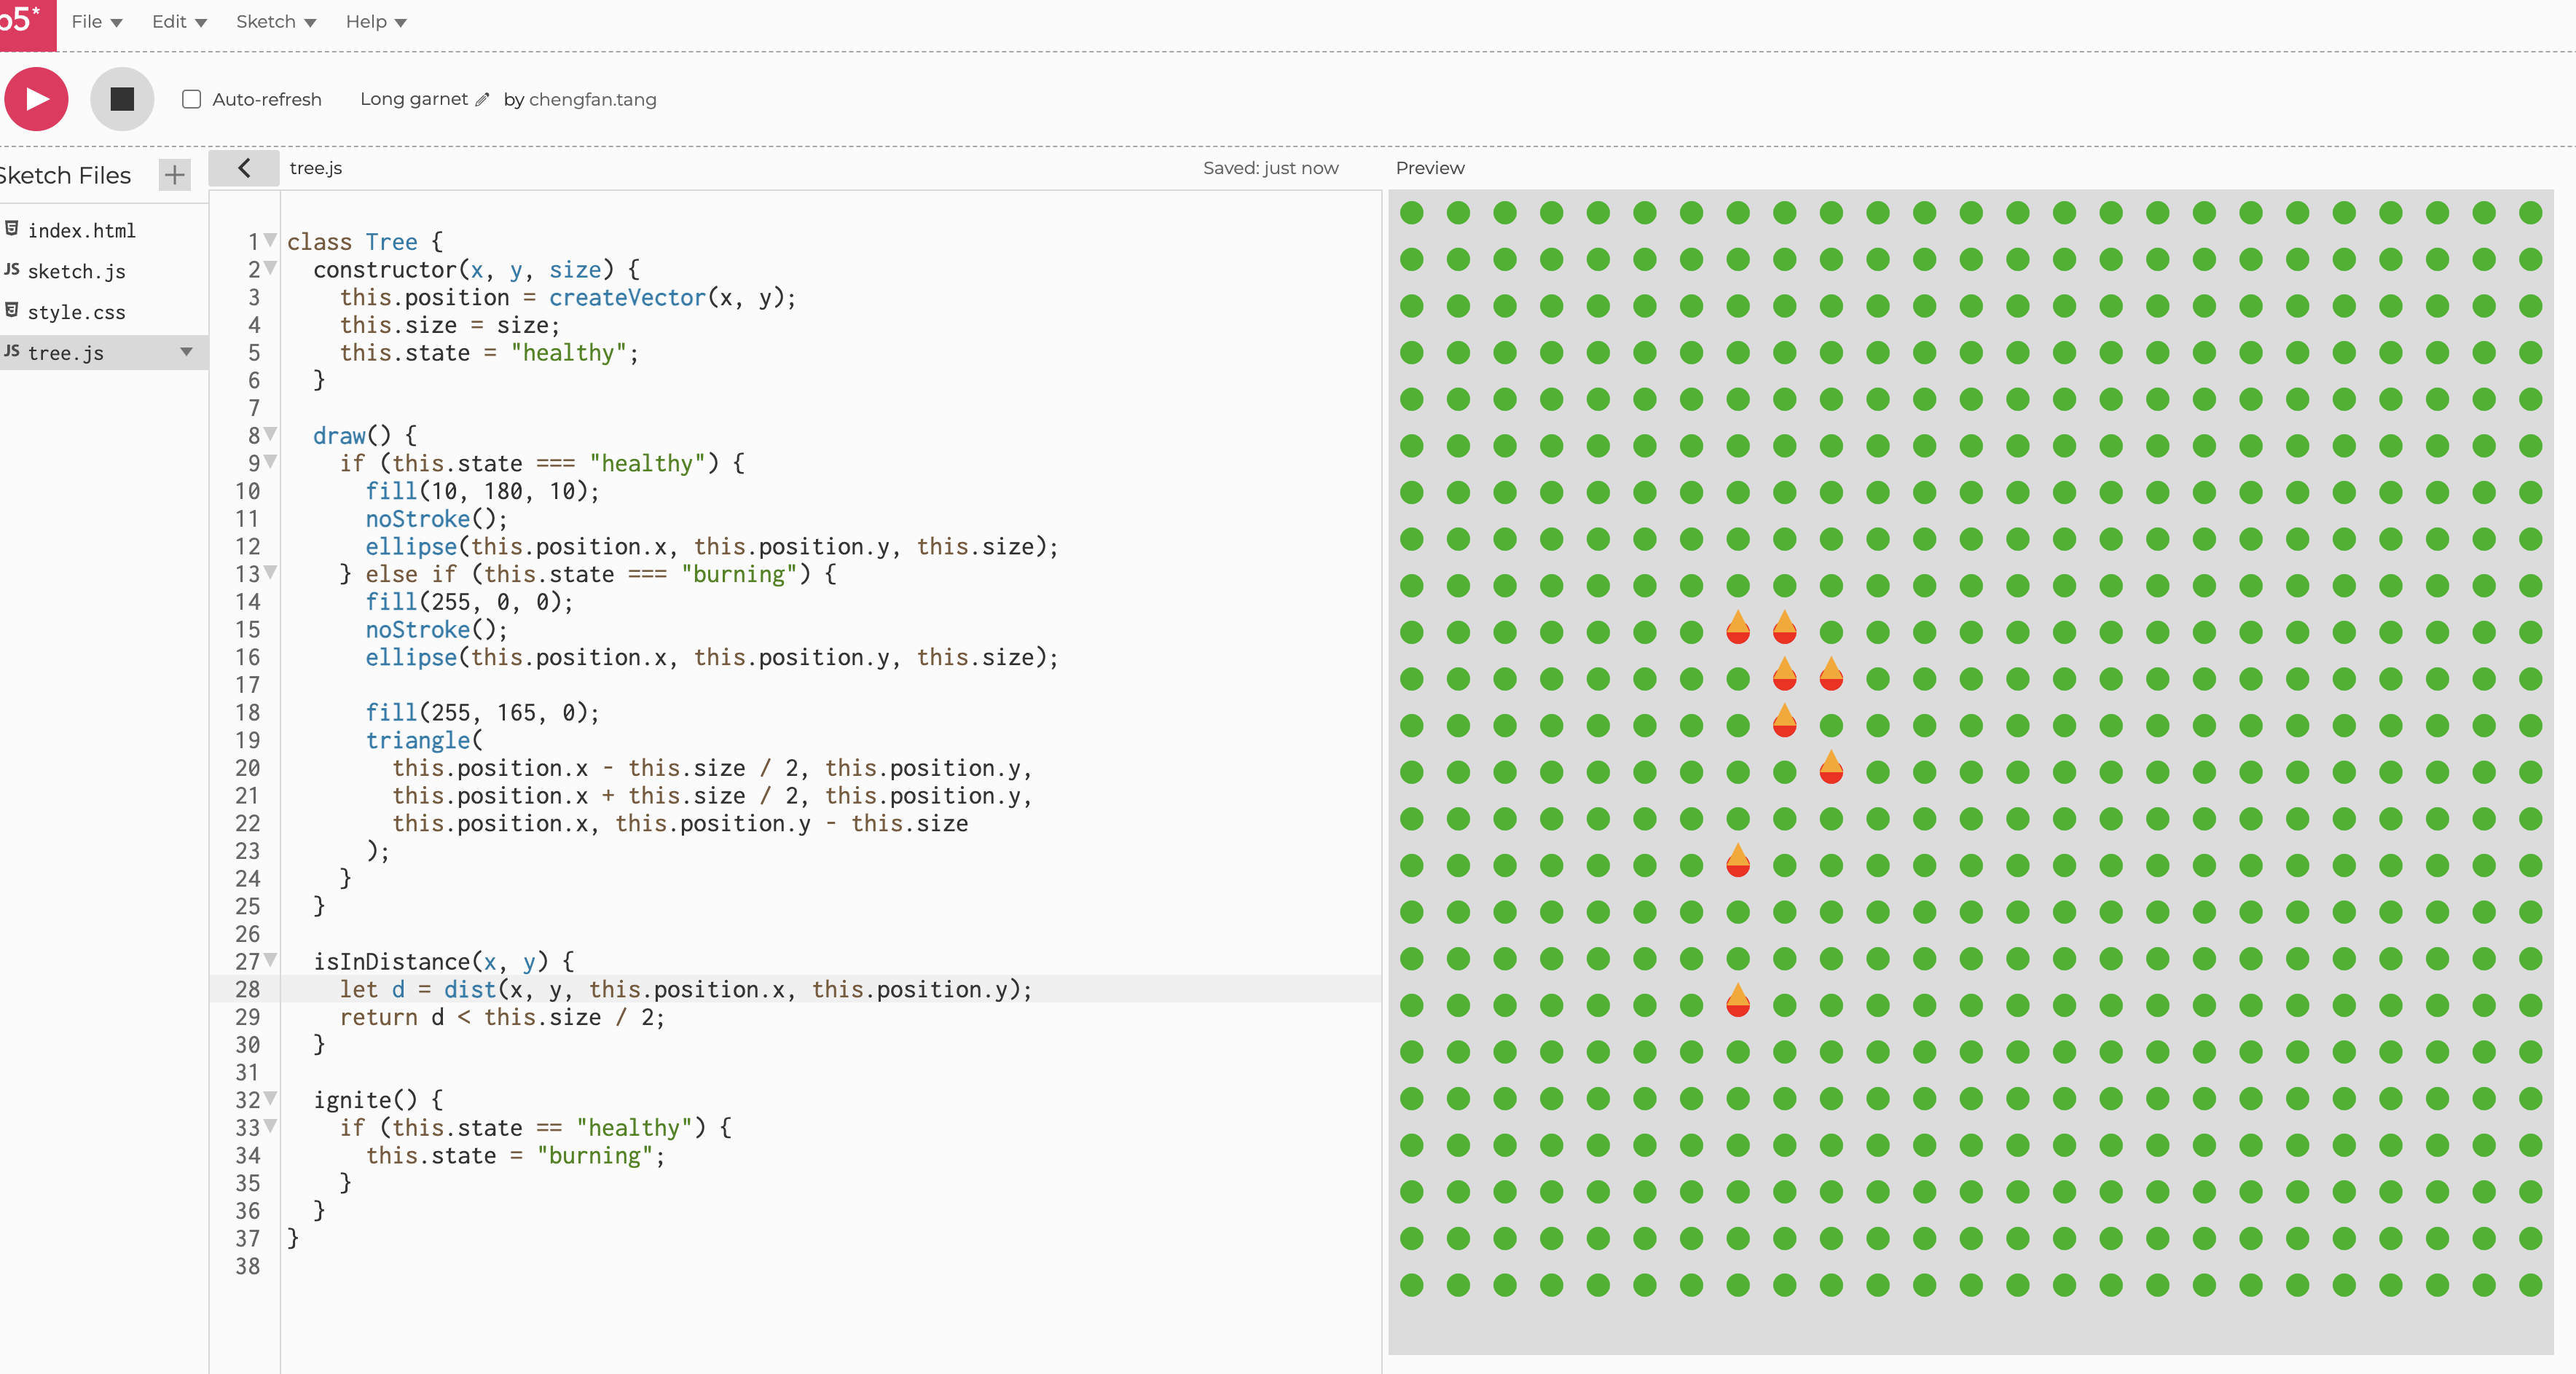 p5*
File
Edit
Sketch
Help
Auto-refresh
Long garnet
by chengfan.tang
Sketch Files
+
tree.js
Saved: just now
Preview
index.html
JS sketch.js
style.css
JS tree.js
1 class Tree {
2   constructor(x, y, size) {
3     this.position = createVector(x, y);
4     this.size = size;
5     this.state = "healthy";
6   }
7
8   draw() {
9     if (this.state === "healthy") {
10       fill(10, 180, 10);
11       noStroke();
12       ellipse(this.position.x, this.position.y, this.size);
13     } else if (this.state === "burning") {
14       fill(255, 0, 0);
15       noStroke();
16       ellipse(this.position.x, this.position.y, this.size);
17
18       fill(255, 165, 0);
19       triangle(
20         this.position.x - this.size / 2, this.position.y,
21         this.position.x + this.size / 2, this.position.y,
22         this.position.x, this.position.y - this.size
23       );
24     }
25   }
26
27   isInDistance(x, y) {
28     let d = dist(x, y, this.position.x, this.position.y);
29     return d < this.size / 2;
30   }
31
32   ignite() {
33     if (this.state == "healthy") {
34       this.state = "burning";
35     }
36   }
37 }
38